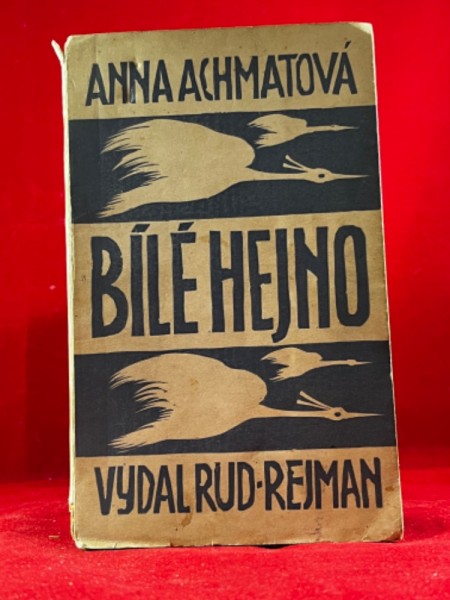 ANNA ACHMATOVÁ
BÍLÉ HEJNO
VYDAL RUD·REJMAN